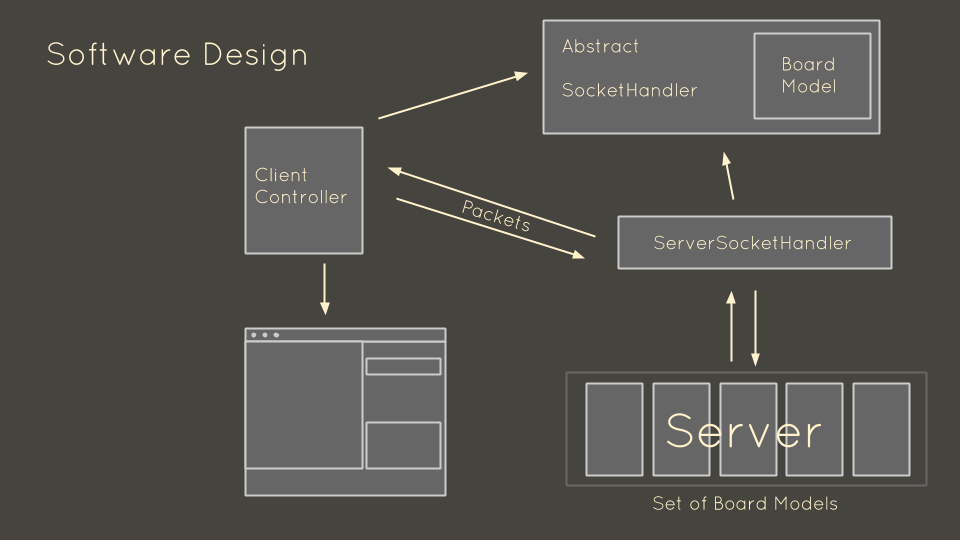 Software Design
Abstract
SocketHandler
Board
Model
Client
Controller
Packets
ServerSocketHandler
Server
Set of Board Models